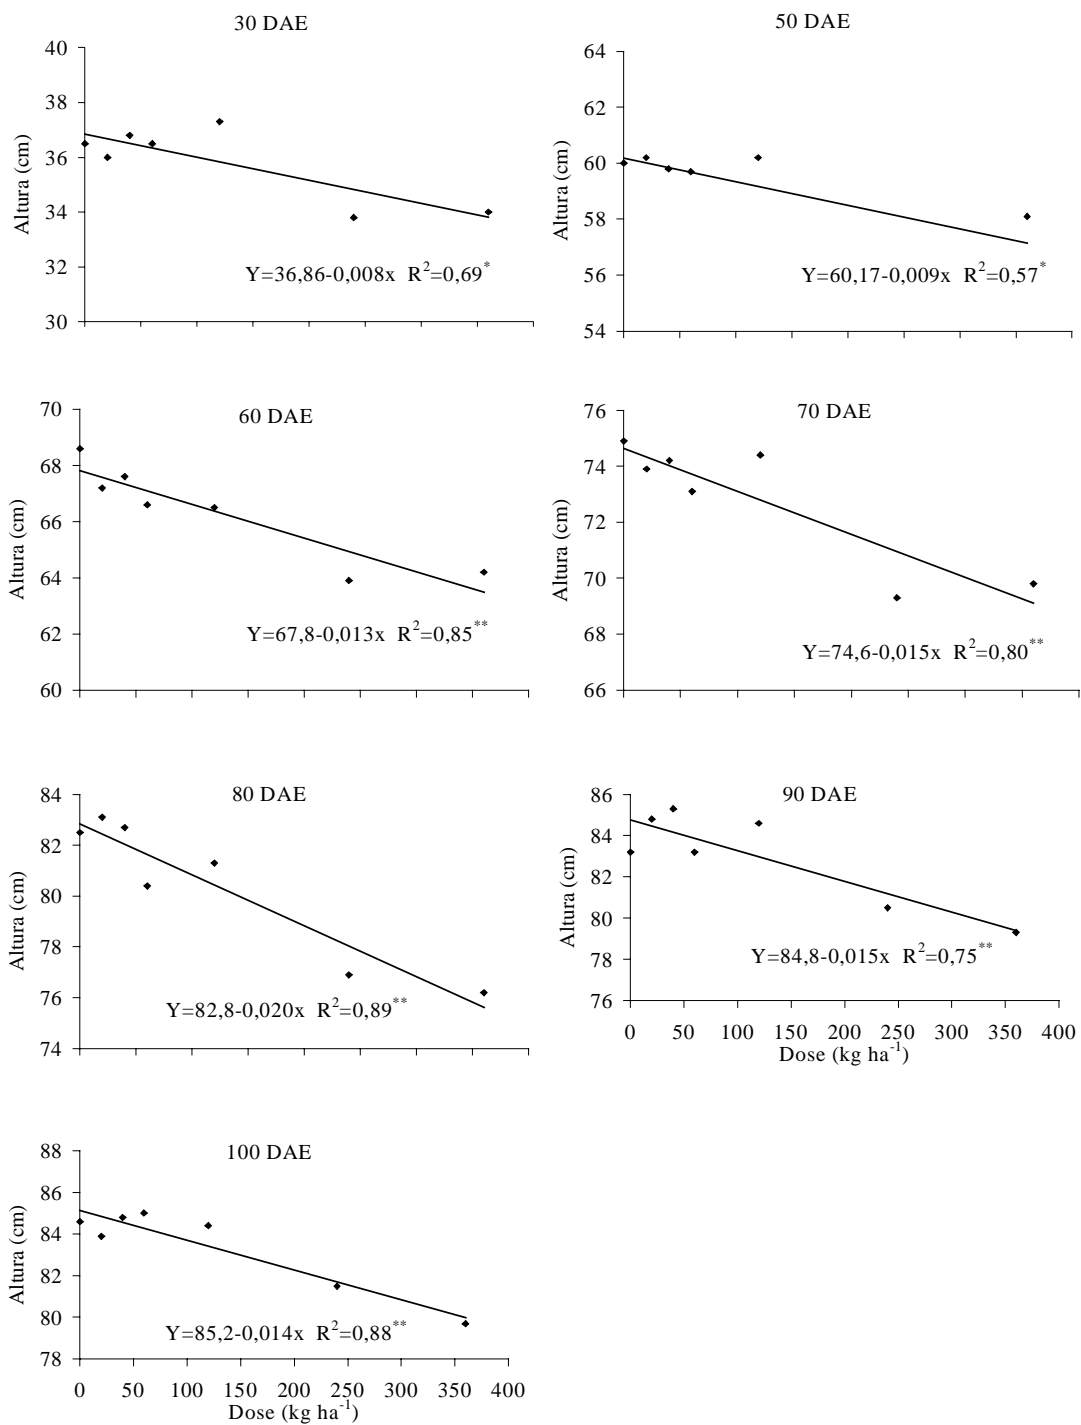 30 DAE
40
38
36
34
32
30
Altura (cm)
Y=36,86-0,008x R²=0,69*
50 DAE
64
62
60
58
56
54
Altura (cm)
Y=60,17-0,009x R²=0,57*
60 DAE
70
68
66
64
62
60
Altura (cm)
Y=67,8-0,013x R²=0,85**
70 DAE
76
74
72
70
68
66
Altura (cm)
Y=74,6-0,015x R²=0,80**
80 DAE
84
82
80
78
76
74
Altura (cm)
Y=82,8-0,020x R²=0,89**
90 DAE
86
84
82
80
78
76
Altura (cm)
Y=84,8-0,015x R²=0,75**
0 50 100 150 200 250 300 350 400
Dose (kg ha⁻¹)
100 DAE
88
86
84
82
80
78
Altura (cm)
Y=85,2-0,014x R²=0,88**
0 50 100 150 200 250 300 350 400
Dose (kg ha⁻¹)